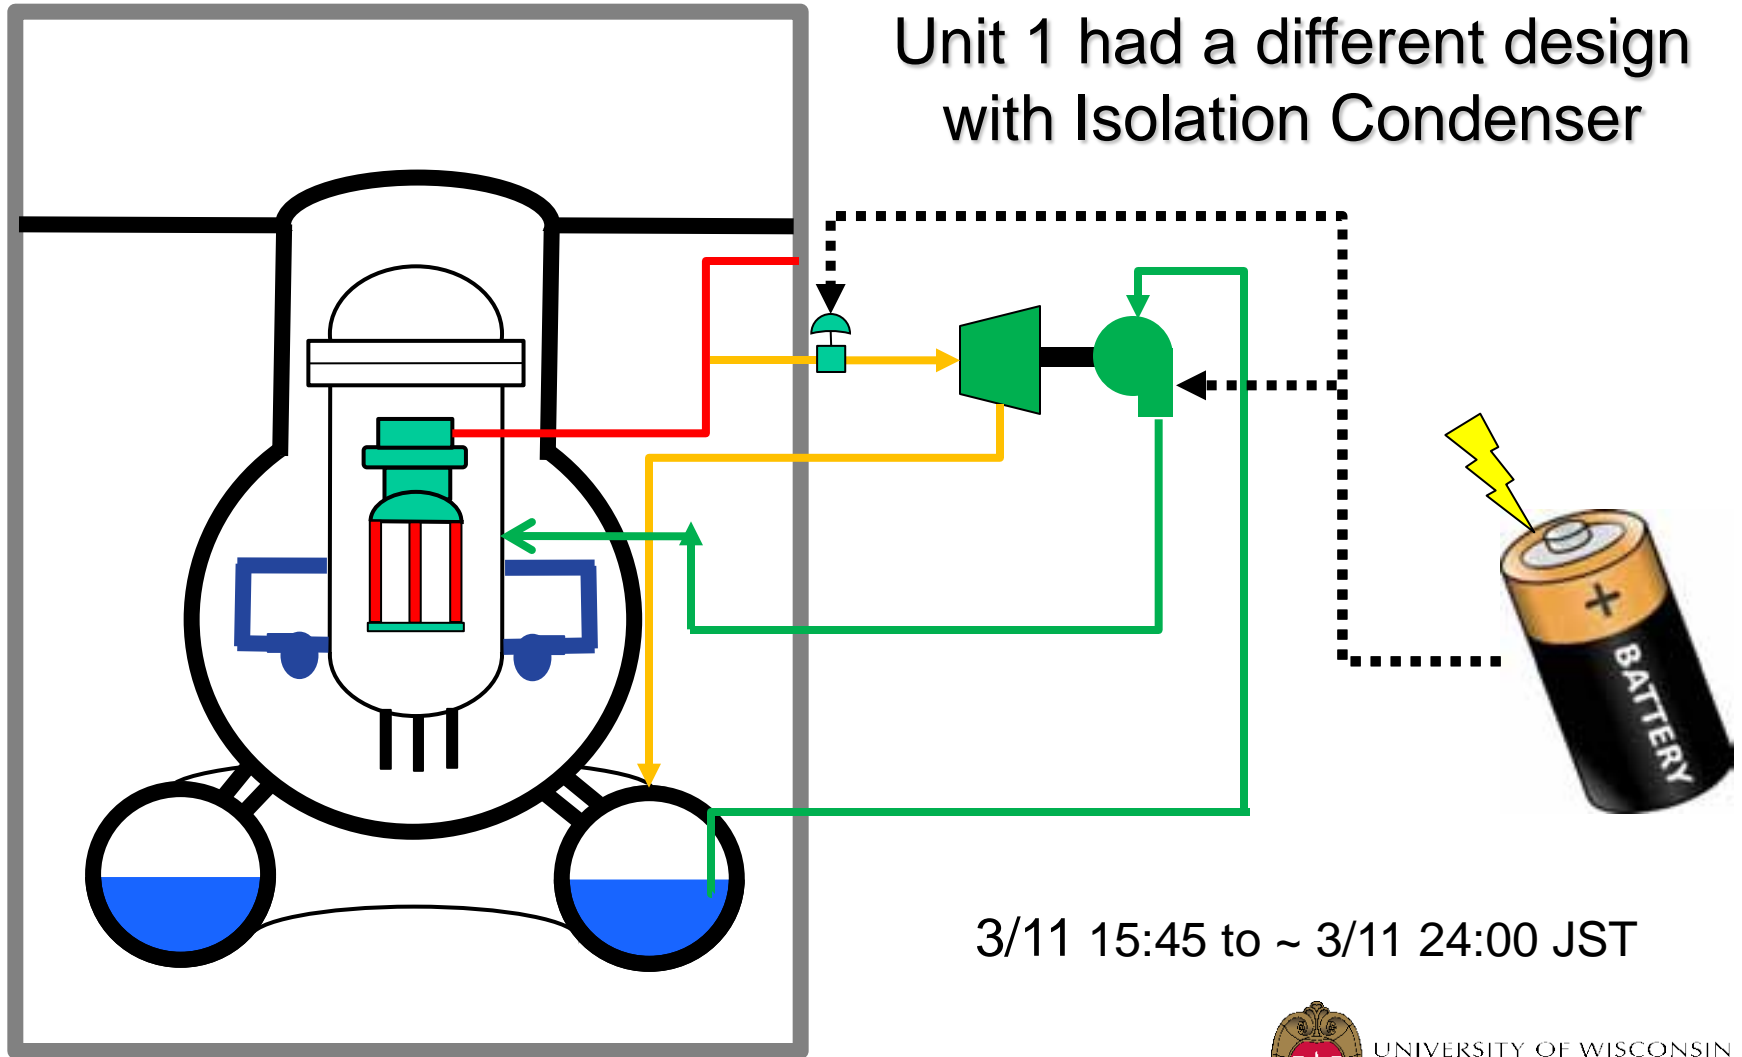 Unit 1 had a different design
with Isolation Condenser
+
BATTERY
3/11 15:45 to ~ 3/11 24:00 JST
UNIVERSITY OF WISCONSIN